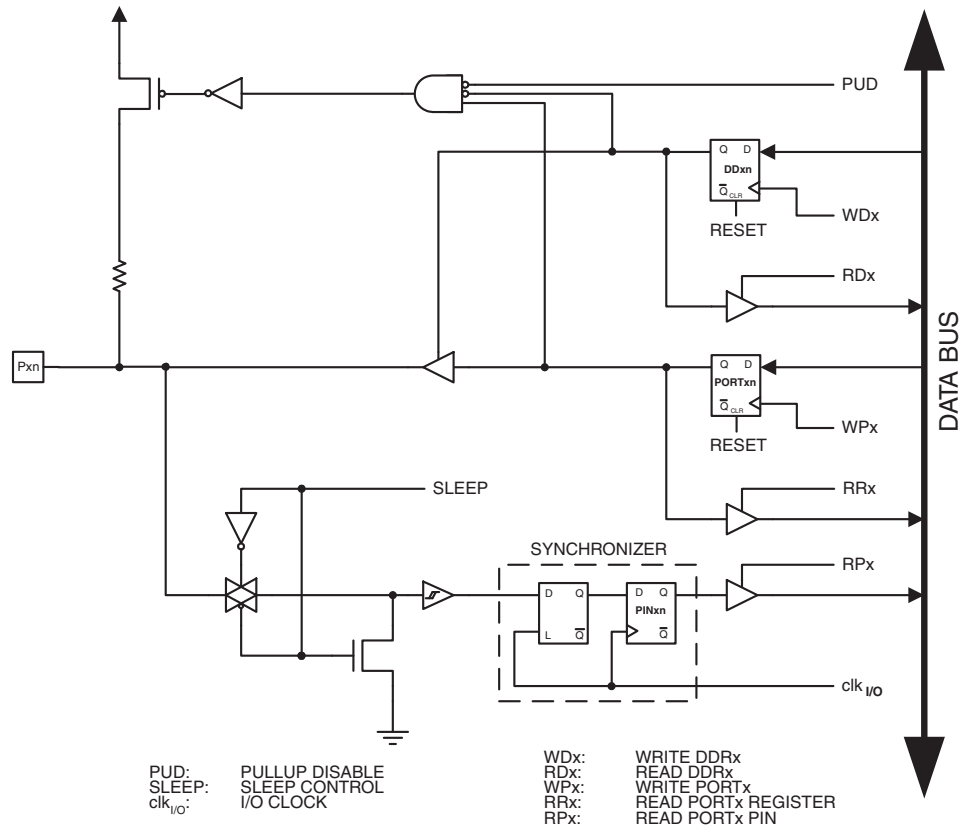 PUD
Q D
DDxn
Q CLR
WDx
RESET
RDx
Pxn
Q D
PORTxn
Q CLR
WPx
RESET
DATA BUS
SLEEP
RRx
SYNCHRONIZER
RPx
D Q
L Q
D Q
PINxn
Q
clk I/O
PUD: PULLUP DISABLE
SLEEP: SLEEP CONTROL
clkI/O: I/O CLOCK
WDx: WRITE DDRx
RDx: READ DDRx
WPx: WRITE PORTx
RRx: READ PORTx REGISTER
RPx: READ PORTx PIN